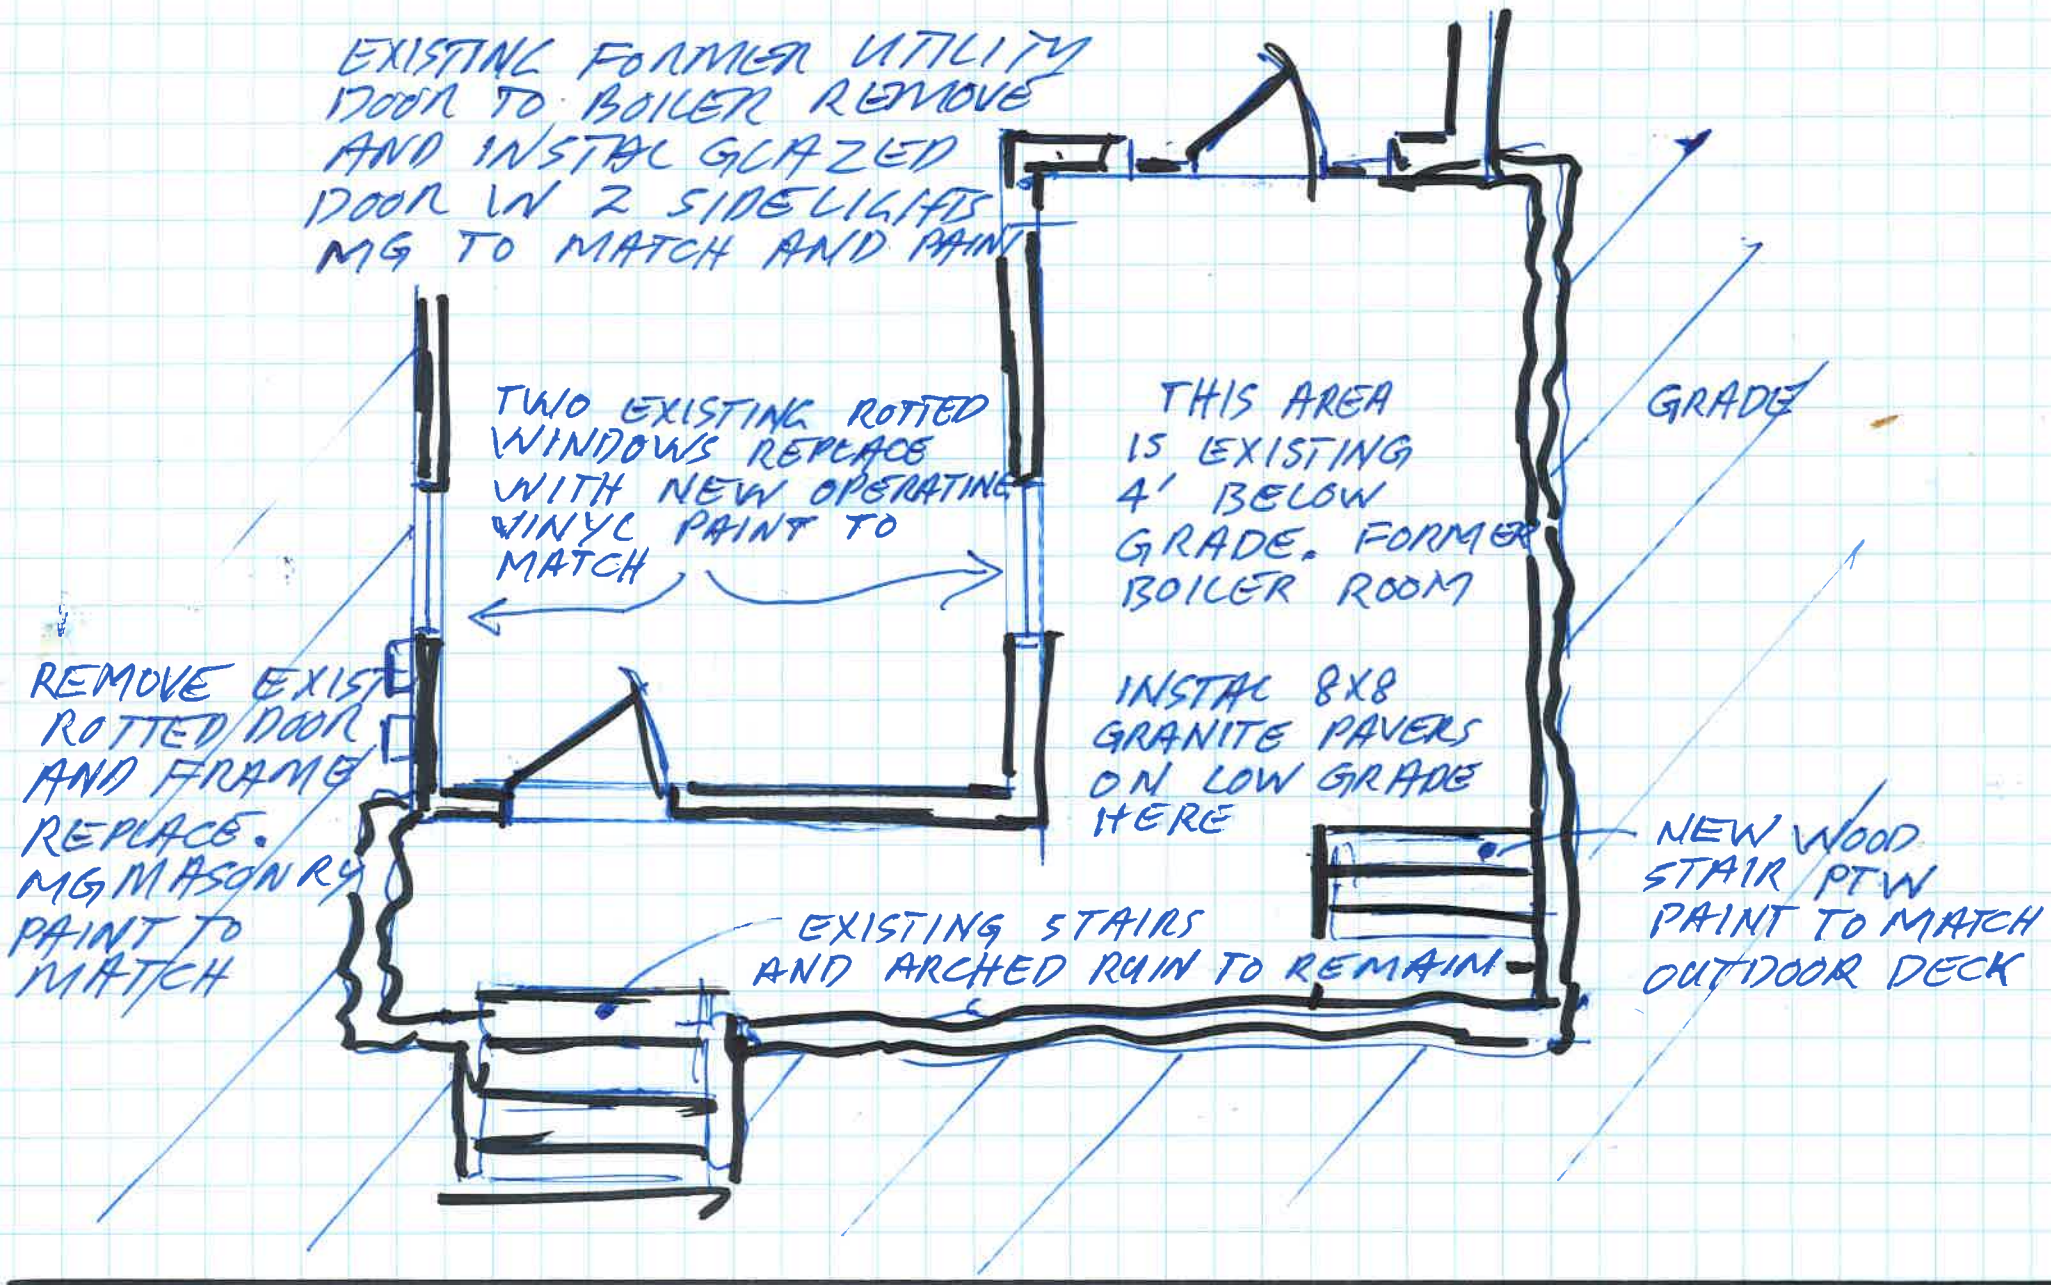 EXISTING FORMER UTILITY
DOOR TO BOILER REMOVE
AND INSTAL GLAZED
DOOR W 2 SIDELIGHTS
MG TO MATCH AND PAINT
TWO EXISTING ROTTED
WINDOWS REPLACE
WITH NEW OPERATING
VINYL PAINT TO
MATCH
THIS AREA
IS EXISTING
4' BELOW
GRADE. FORMER
BOILER ROOM
GRADE
REMOVE EXIST
ROTTED DOOR
AND FRAME
REPLACE.
MG MASONRY
PAINT TO
MATCH
INSTAL 8X8
GRANITE PAVERS
ON LOW GRADE
HERE
NEW WOOD
STAIR PTW
PAINT TO MATCH
OUTDOOR DECK
EXISTING STAIRS
AND ARCHED RUIN TO REMAIN